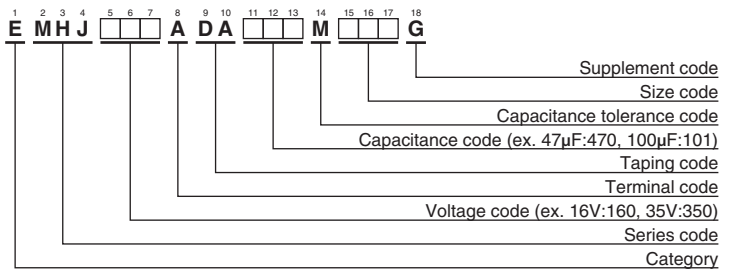 1 2 3 4 5 6 7 8 9 10 11 12 13 14 15 16 17 18
E MHJ A DA M G
Supplement code
Size code
Capacitance tolerance code
Capacitance code (ex. 47µF:470, 100µF:101)
Taping code
Terminal code
Voltage code (ex. 16V:160, 35V:350)
Series code
Category